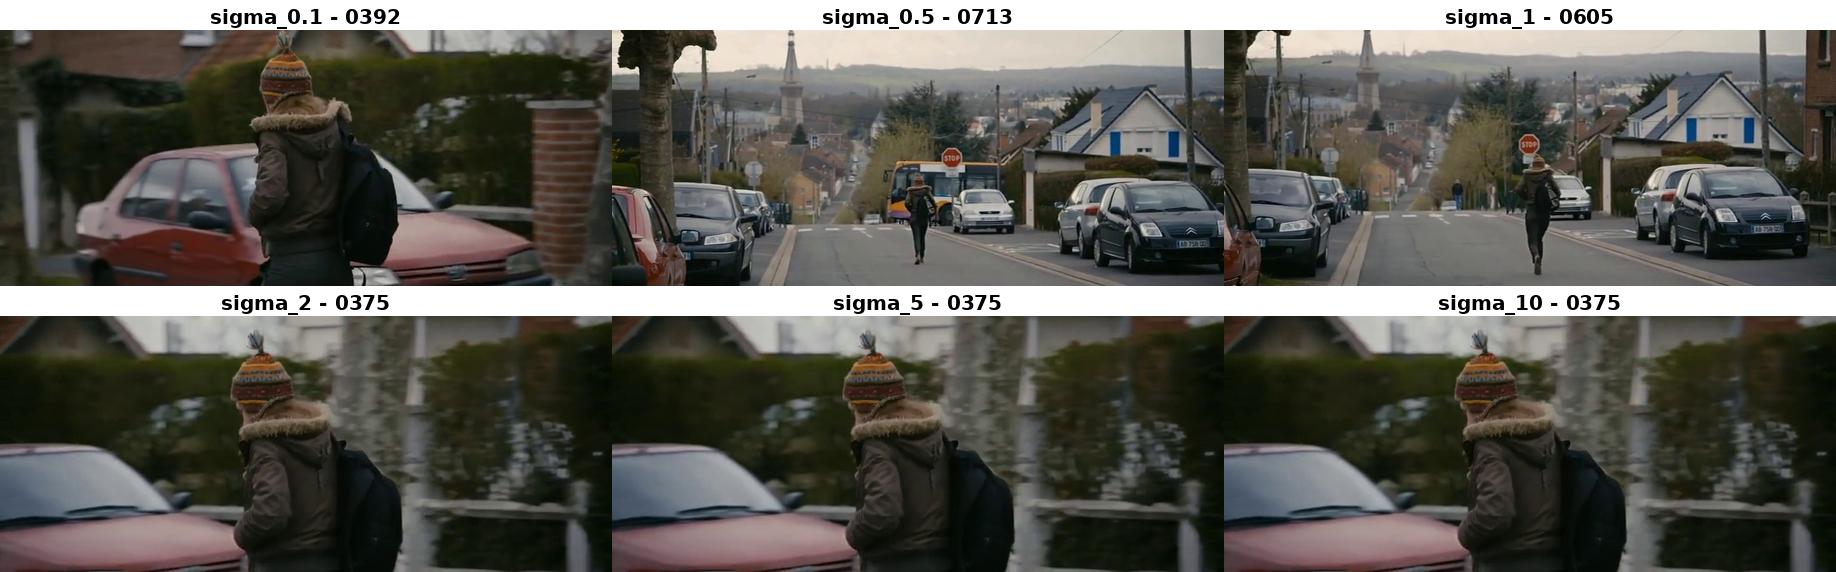 sigma_0.1 - 0392
sigma_0.5 - 0713
sigma_1 - 0605
STOP
STOP
sigma_2 - 0375
sigma_5 - 0375
sigma_10 - 0375